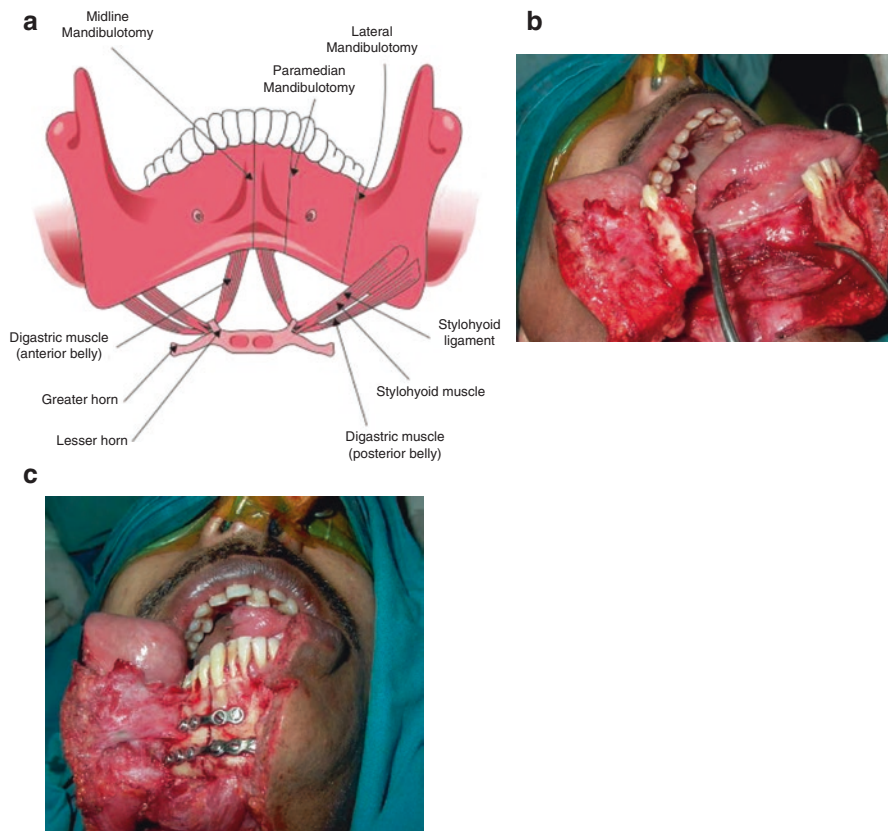 a
Midline
Mandibulotomy
Lateral
Mandibulotomy
Paramedian
Mandibulotomy
Digastric muscle
(anterior belly)
Stylohyoid
ligament
Greater horn
Stylohyoid muscle
Lesser horn
Digastric muscle
(posterior belly)
b
c